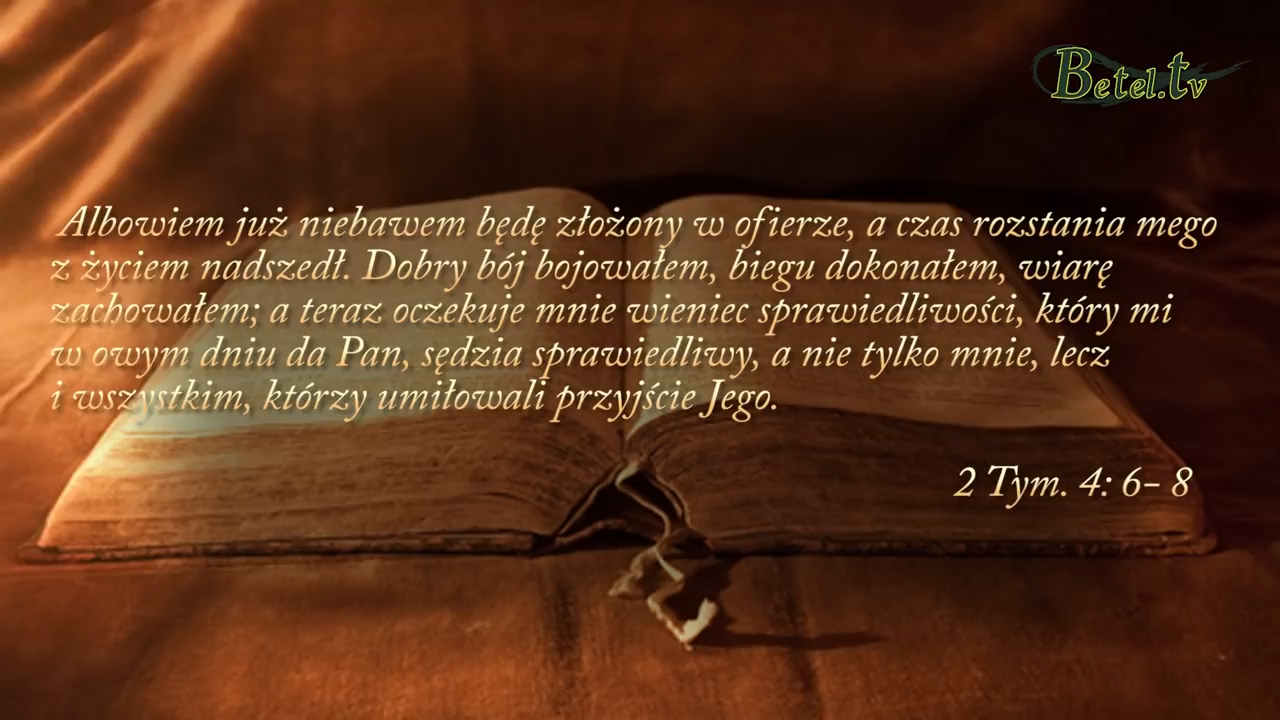 Betel.tv
Albowiem już niebawem będę złożony w ofierze, a czas rozstania mego
z życiem nadszedł. Dobry bój bojowałem, biegu dokonałem, wiarę
zachowałem; a teraz oczekuje mnie wieniec sprawiedliwości, który mi
w owym dniu da Pan, sędzia sprawiedliwy, a nie tylko mnie, lecz
i wszystkim, którzy umiłowali przyjście Jego.
2 Tym. 4: 6- 8